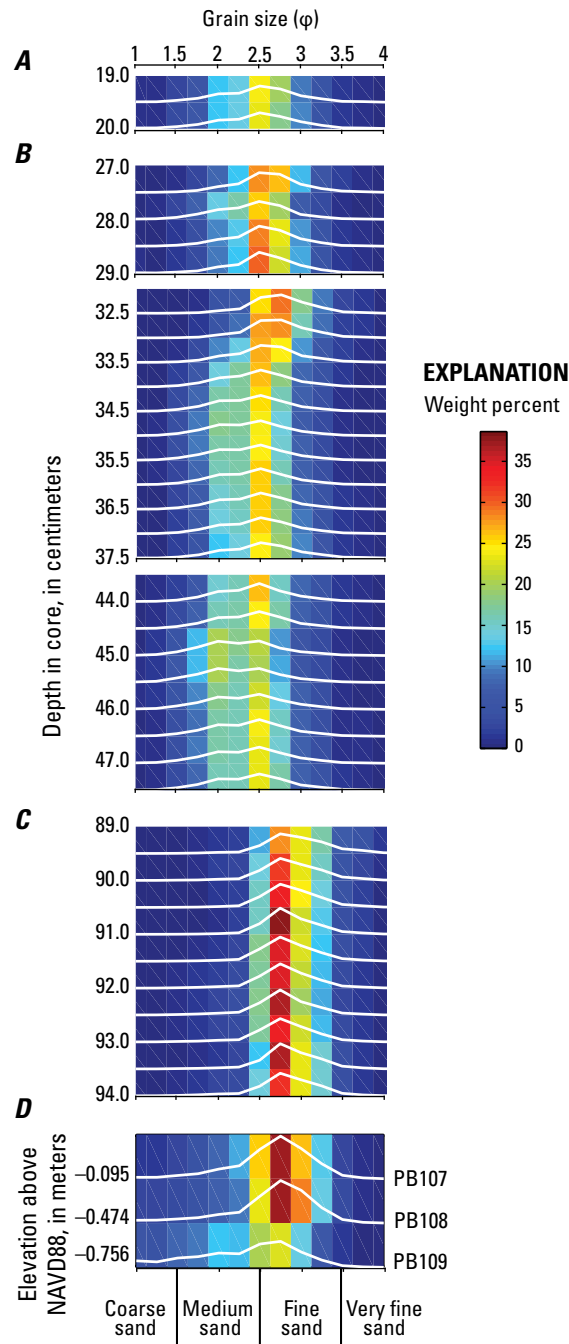 Grain size (φ)
1 1.5 2 2.5 3 3.5 4
A
19.0
20.0
B
27.0
28.0
29.0
32.5
33.5
34.5
35.5
36.5
37.5
44.0
45.0
46.0
47.0
Depth in core, in centimeters
EXPLANATION
Weight percent
35
30
25
20
15
10
5
0
C
89.0
90.0
91.0
92.0
93.0
94.0
D
Elevation above
NAVD88, in meters
–0.095
–0.474
–0.756
PB107
PB108
PB109
Coarse
sand
Medium
sand
Fine
sand
Very fine
sand